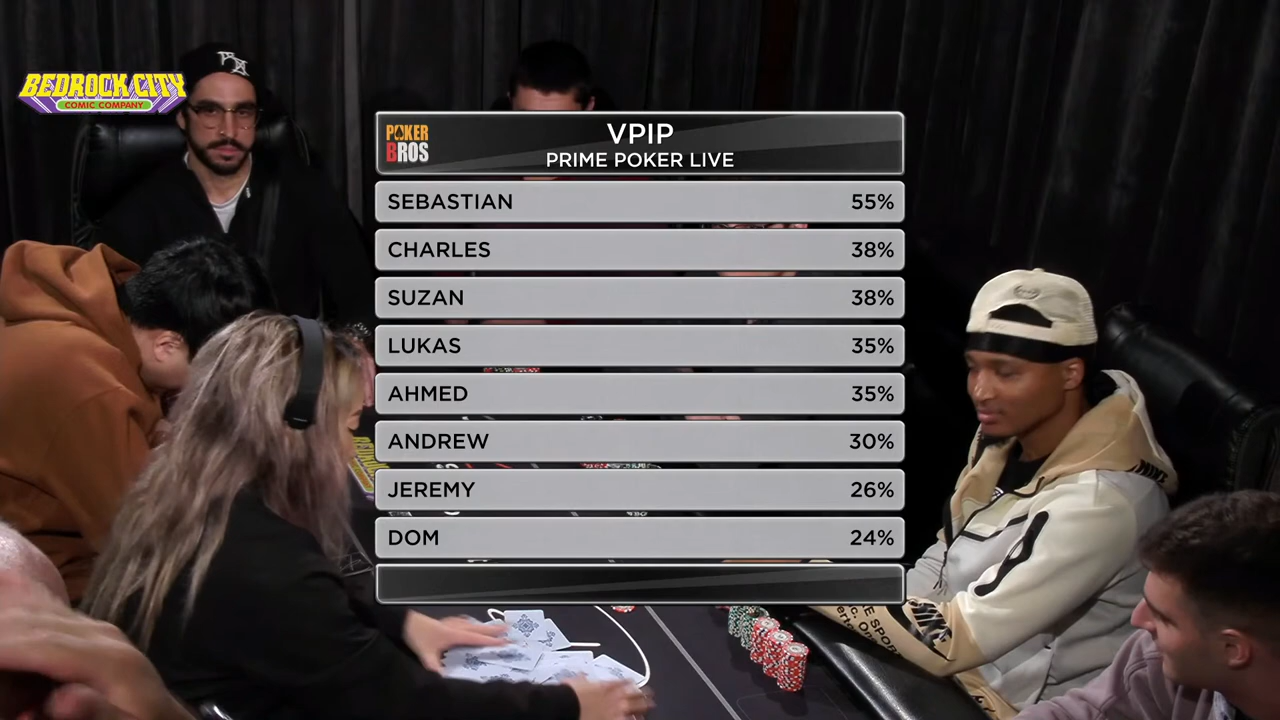 BEDROCK CITY
COMIC COMPANY
POKER
BROS
VPIP
PRIME POKER LIVE
SEBASTIAN 55%
CHARLES 38%
SUZAN 38%
LUKAS 35%
AHMED 35%
ANDREW 30%
JEREMY 26%
DOM 24%
NIKE